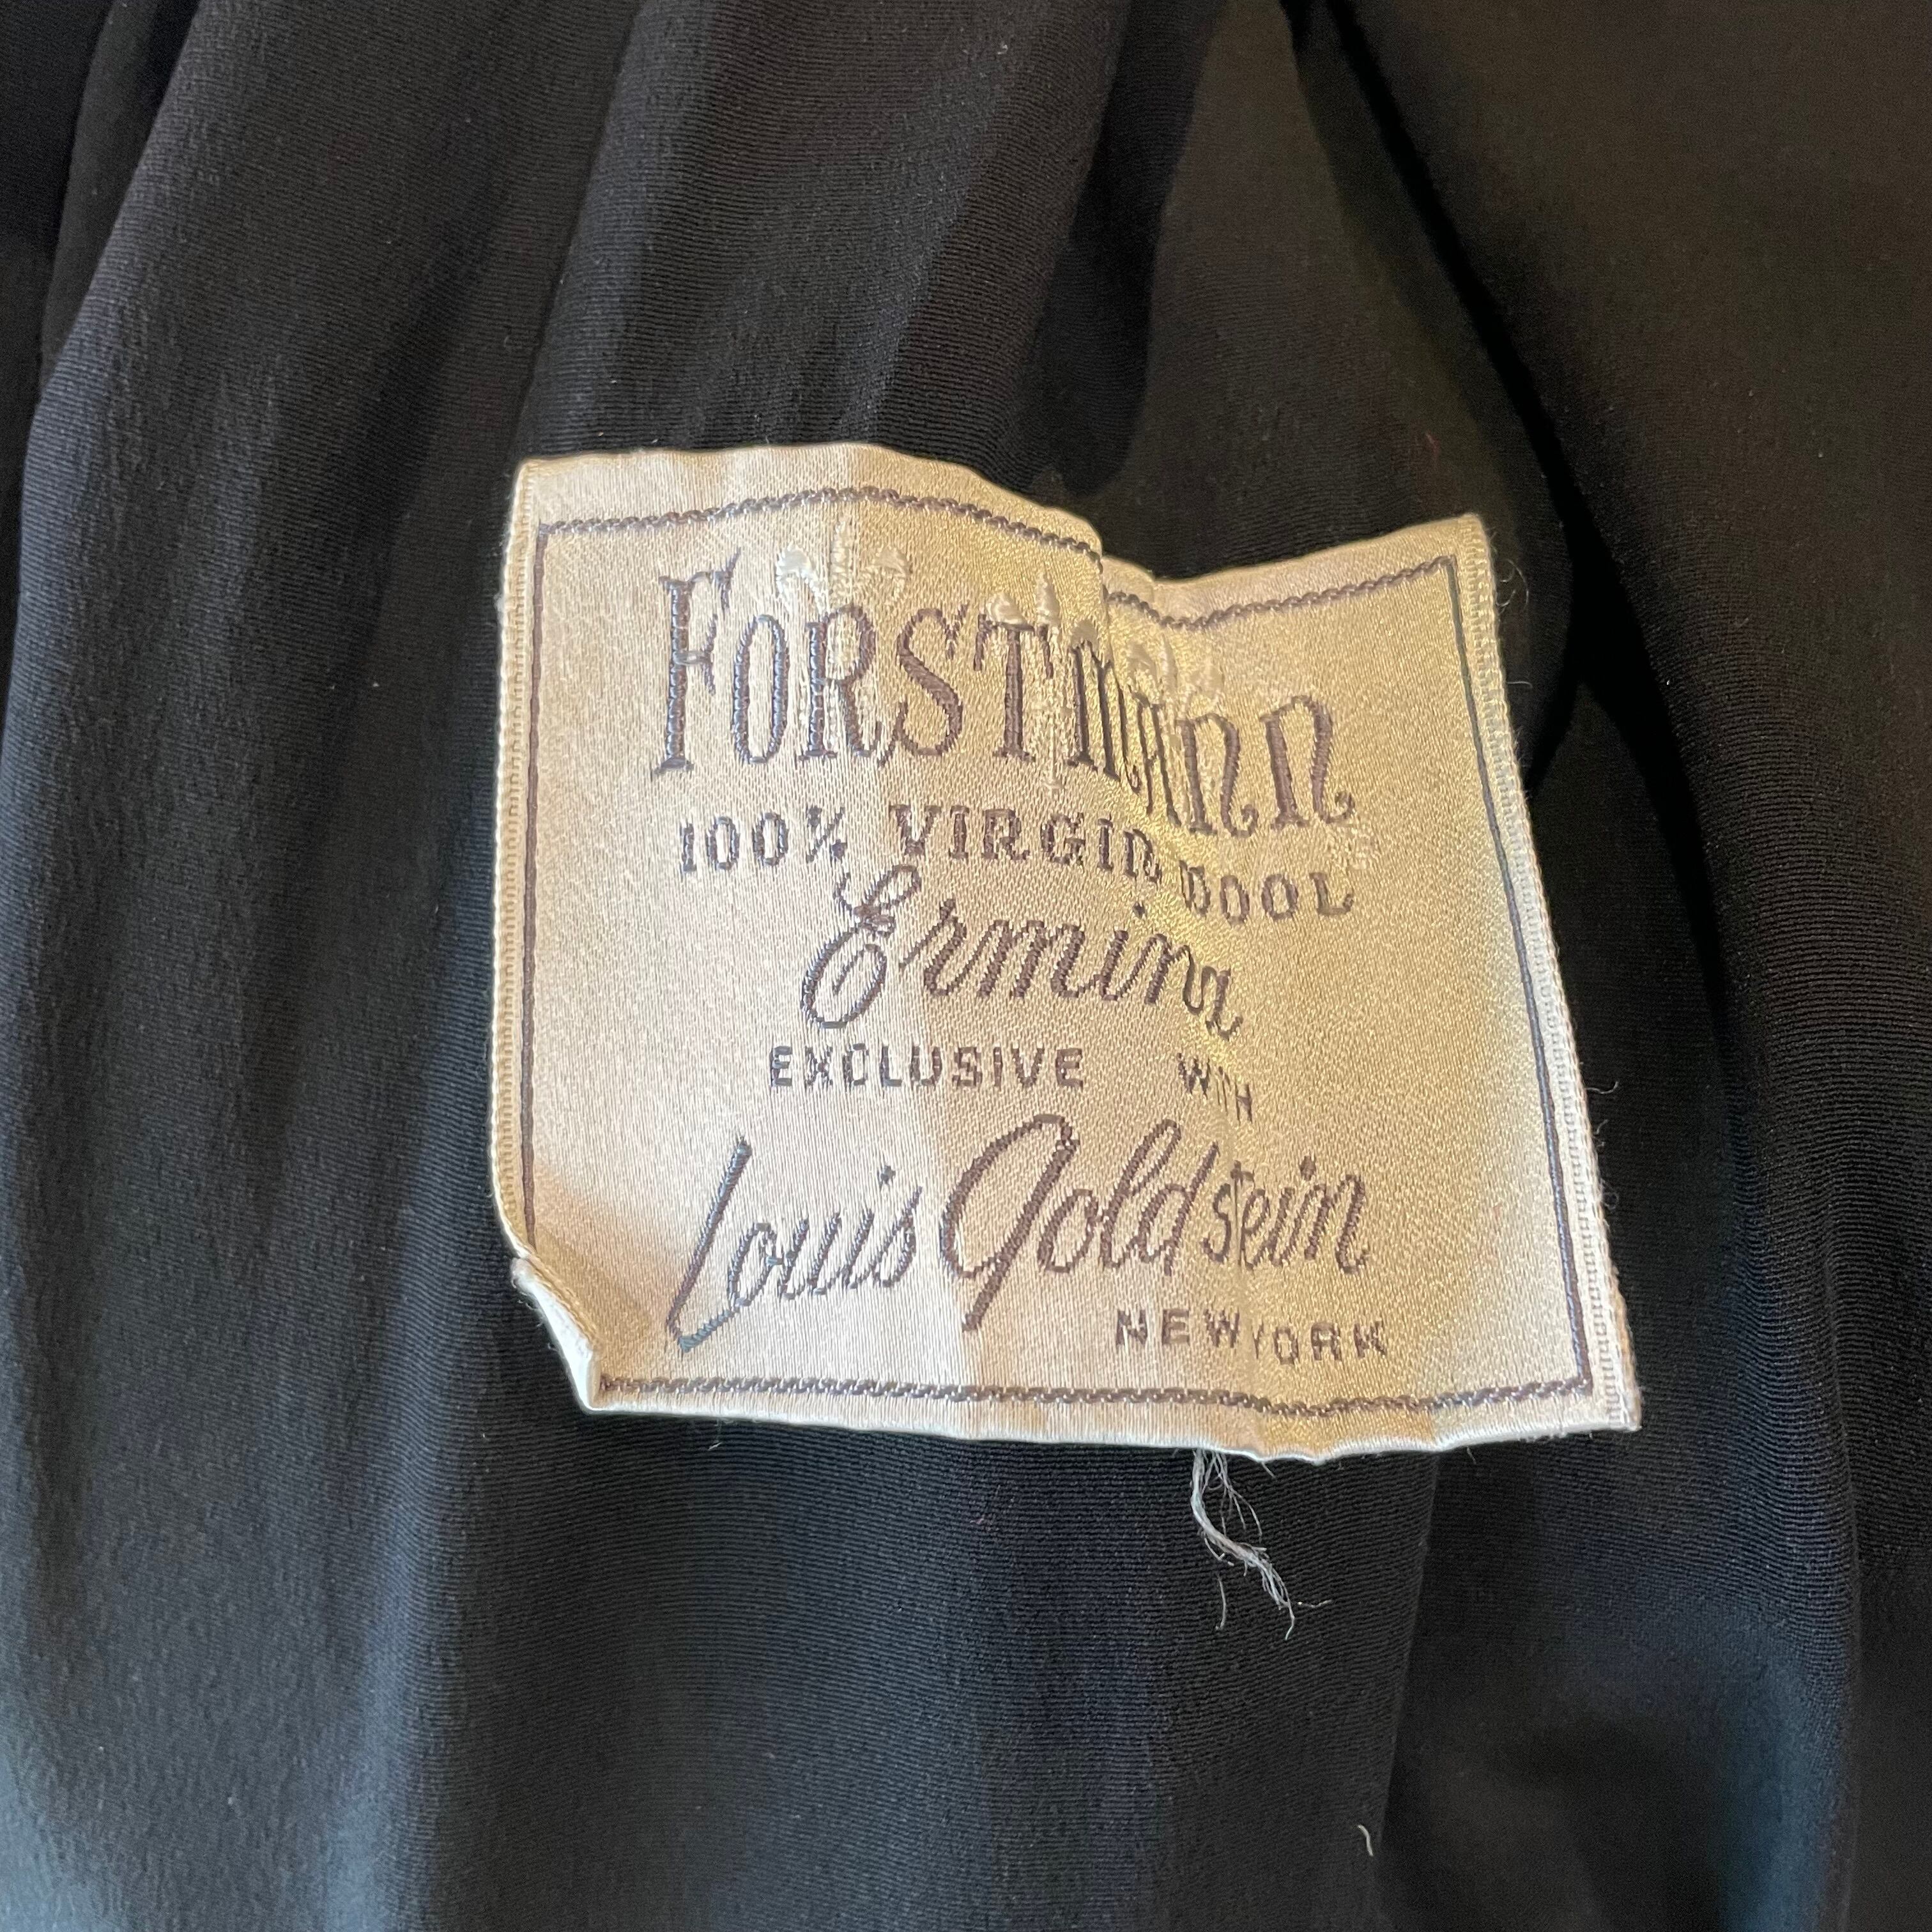 FORSTMANN
100% VIRGIN WOOL
Ermina
EXCLUSIVE WITH
Louis Goldstein
NEW YORK